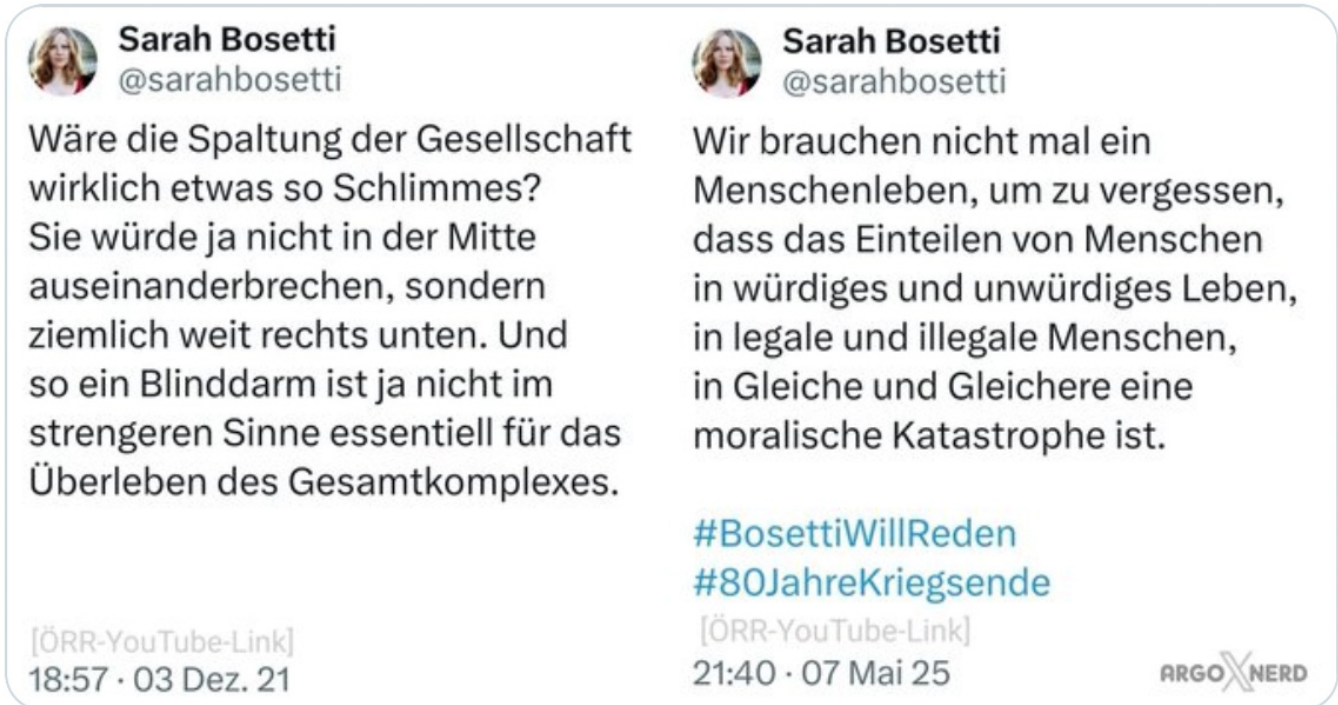 Sarah Bosetti
@sarahbosetti
Wäre die Spaltung der Gesellschaft
wirklich etwas so Schlimmes?
Sie würde ja nicht in der Mitte
auseinanderbrechen, sondern
ziemlich weit rechts unten. Und
so ein Blinddarm ist ja nicht im
strengeren Sinne essentiell für das
Überleben des Gesamtkomplexes.
[ÖRR-YouTube-Link]
18:57 · 03 Dez. 21
Sarah Bosetti
@sarahbosetti
Wir brauchen nicht mal ein
Menschenleben, um zu vergessen,
dass das Einteilen von Menschen
in würdiges und unwürdiges Leben,
in legale und illegale Menschen,
in Gleiche und Gleichere eine
moralische Katastrophe ist.
#BosettiWillReden
#80JahreKriegsende
[ÖRR-YouTube-Link]
21:40 · 07 Mai 25
ARGO X NERD